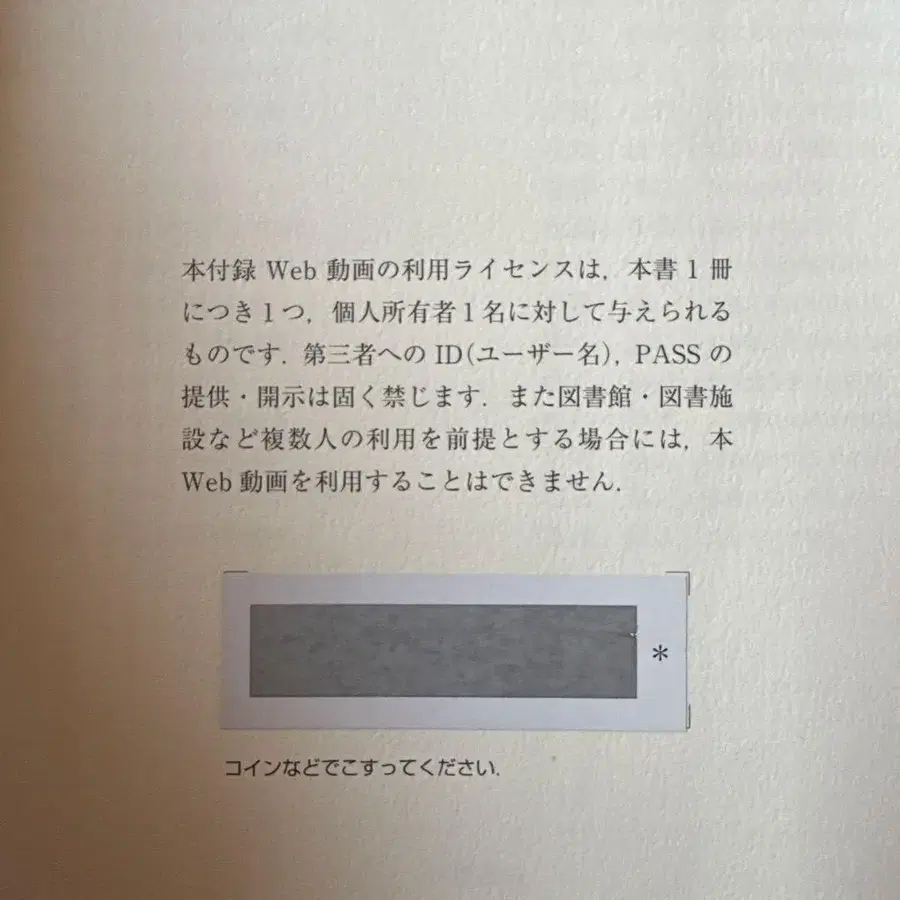 本付録 Web 動画の利用ライセンスは，本書 1 冊
につき 1 つ，個人所有者 1 名に対して与えられる
ものです．第三者への ID（ユーザー名），PASS の
提供・開示は固く禁じます．また図書館・図書施
設など複数人の利用を前提とする場合には，本
Web 動画を利用することはできません．
＊
コインなどでこすってください．